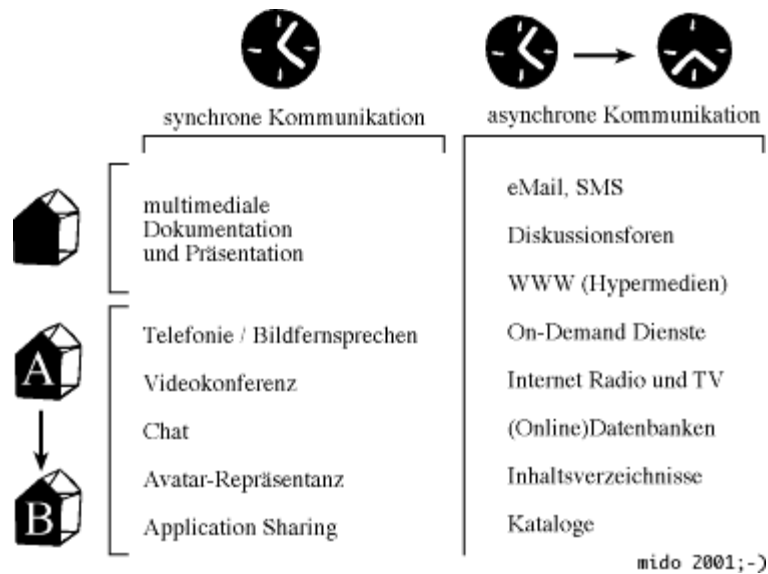 synchrone Kommunikation
asynchrone Kommunikation
multimediale
Dokumentation
und Präsentation
A
B
Telefonie / Bildfernsprechen
Videokonferenz
Chat
Avatar-Repräsentanz
Application Sharing
eMail, SMS
Diskussionsforen
WWW (Hypermedien)
On-Demand Dienste
Internet Radio und TV
(Online)Datenbanken
Inhaltsverzeichnisse
Kataloge
mido 2001;-)